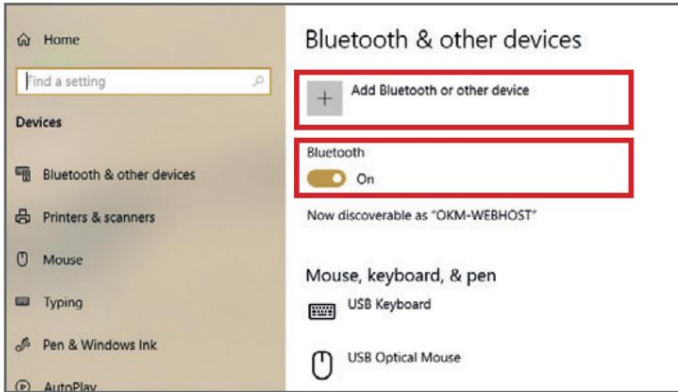 Home
Find a setting
Devices
Bluetooth & other devices
Printers & scanners
Mouse
Typing
Pen & Windows Ink
AutoPlay
Bluetooth & other devices
Add Bluetooth or other device
Bluetooth
On
Now discoverable as "OKM-WEBHOST"
Mouse, keyboard, & pen
USB Keyboard
USB Optical Mouse